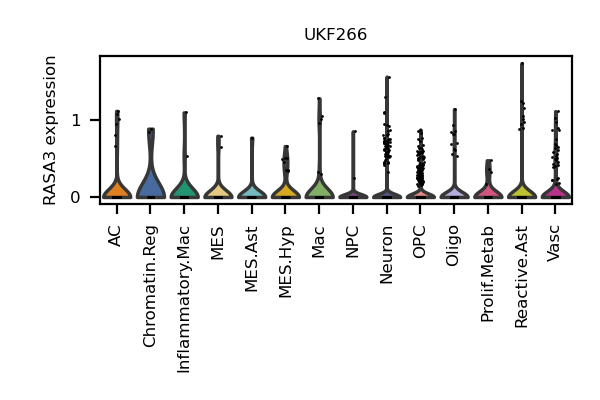 UKF266
RASA3 expression
1
0
AC
Chromatin.Reg
Inflammatory.Mac
MES
MES.Ast
MES.Hyp
Mac
NPC
Neuron
OPC
Oligo
Prolif.Metab
Reactive.Ast
Vasc